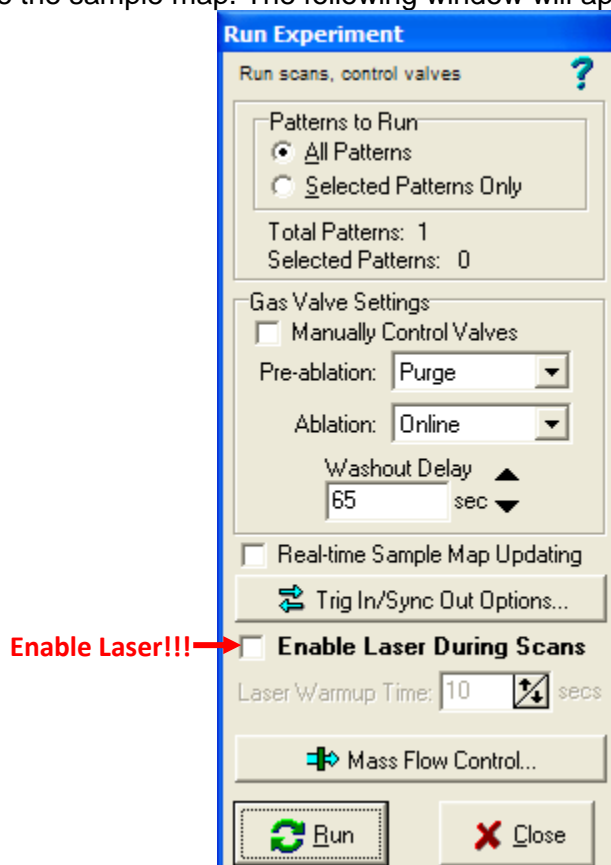 s the sample map. The following window will ap
Run Experiment
Run scans, control valves ?
Patterns to Run
All Patterns
Selected Patterns Only
Total Patterns: 1
Selected Patterns: 0
Gas Valve Settings
Manually Control Valves
Pre-ablation: Purge
Ablation: Online
Washout Delay
65 sec
Real-time Sample Map Updating
Trig In/Sync Out Options...
Enable Laser!!! Enable Laser During Scans
Laser Warmup Time: 10 secs
Mass Flow Control...
Run Close